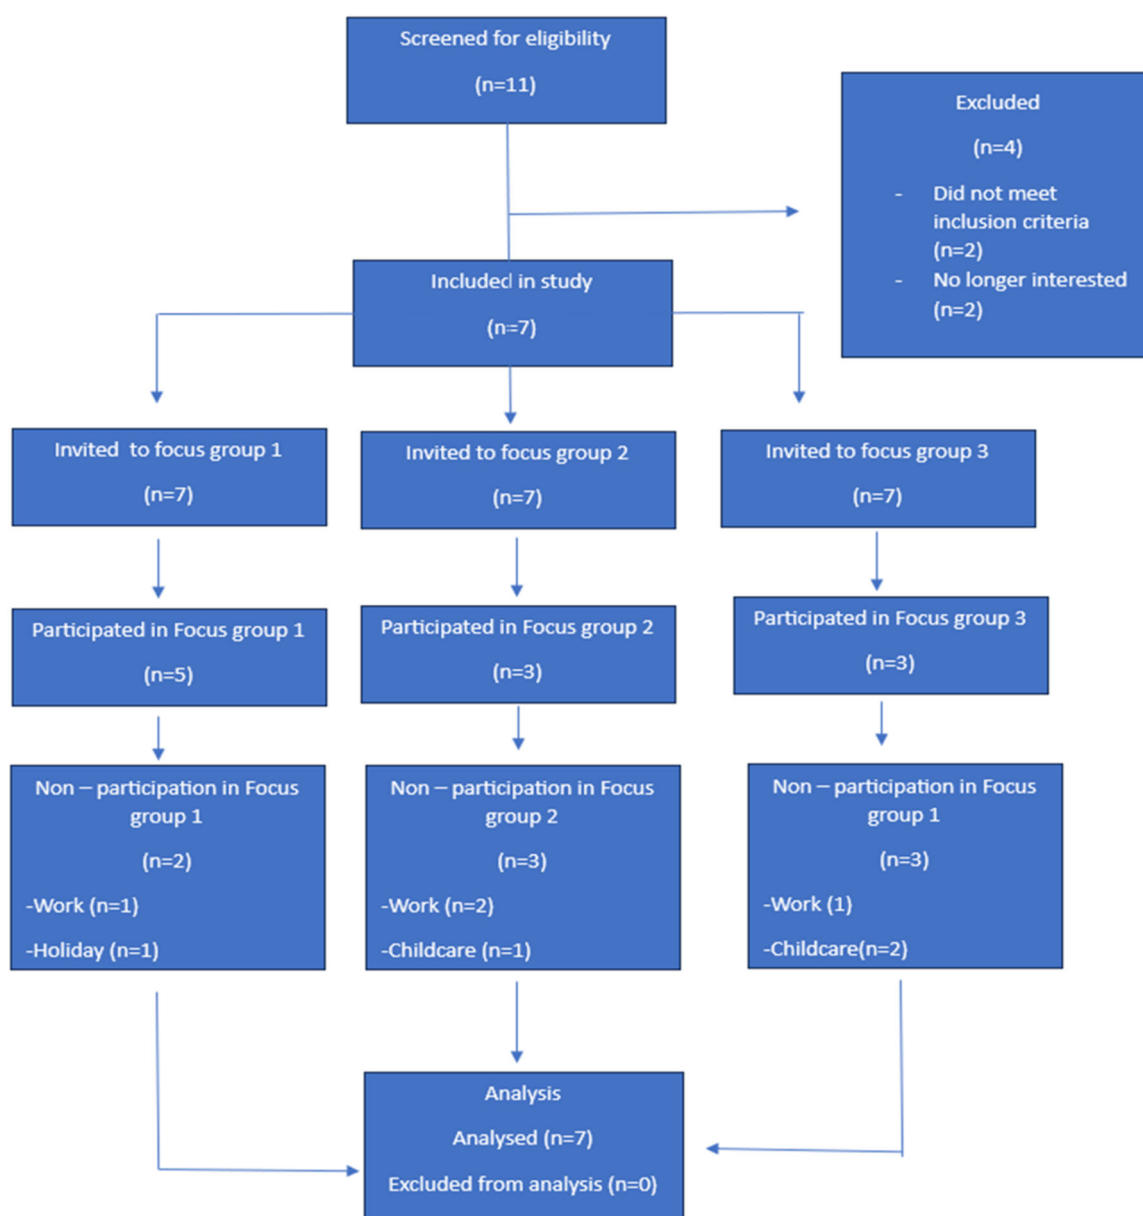 Screened for eligibility
(n=11)
Excluded
(n=4)
- Did not meet
inclusion criteria
(n=2)
- No longer interested
(n=2)
Included in study
(n=7)
Invited to focus group 1
(n=7)
Invited to focus group 2
(n=7)
Invited to focus group 3
(n=7)
Participated in Focus group 1
(n=5)
Participated in Focus group 2
(n=3)
Participated in Focus group 3
(n=3)
Non – participation in Focus
group 1
(n=2)
-Work (n=1)
-Holiday (n=1)
Non – participation in Focus
group 2
(n=3)
-Work (n=2)
-Childcare (n=1)
Non – participation in Focus
group 1
(n=3)
-Work (1)
-Childcare(n=2)
Analysis
Analysed (n=7)
Excluded from analysis (n=0)